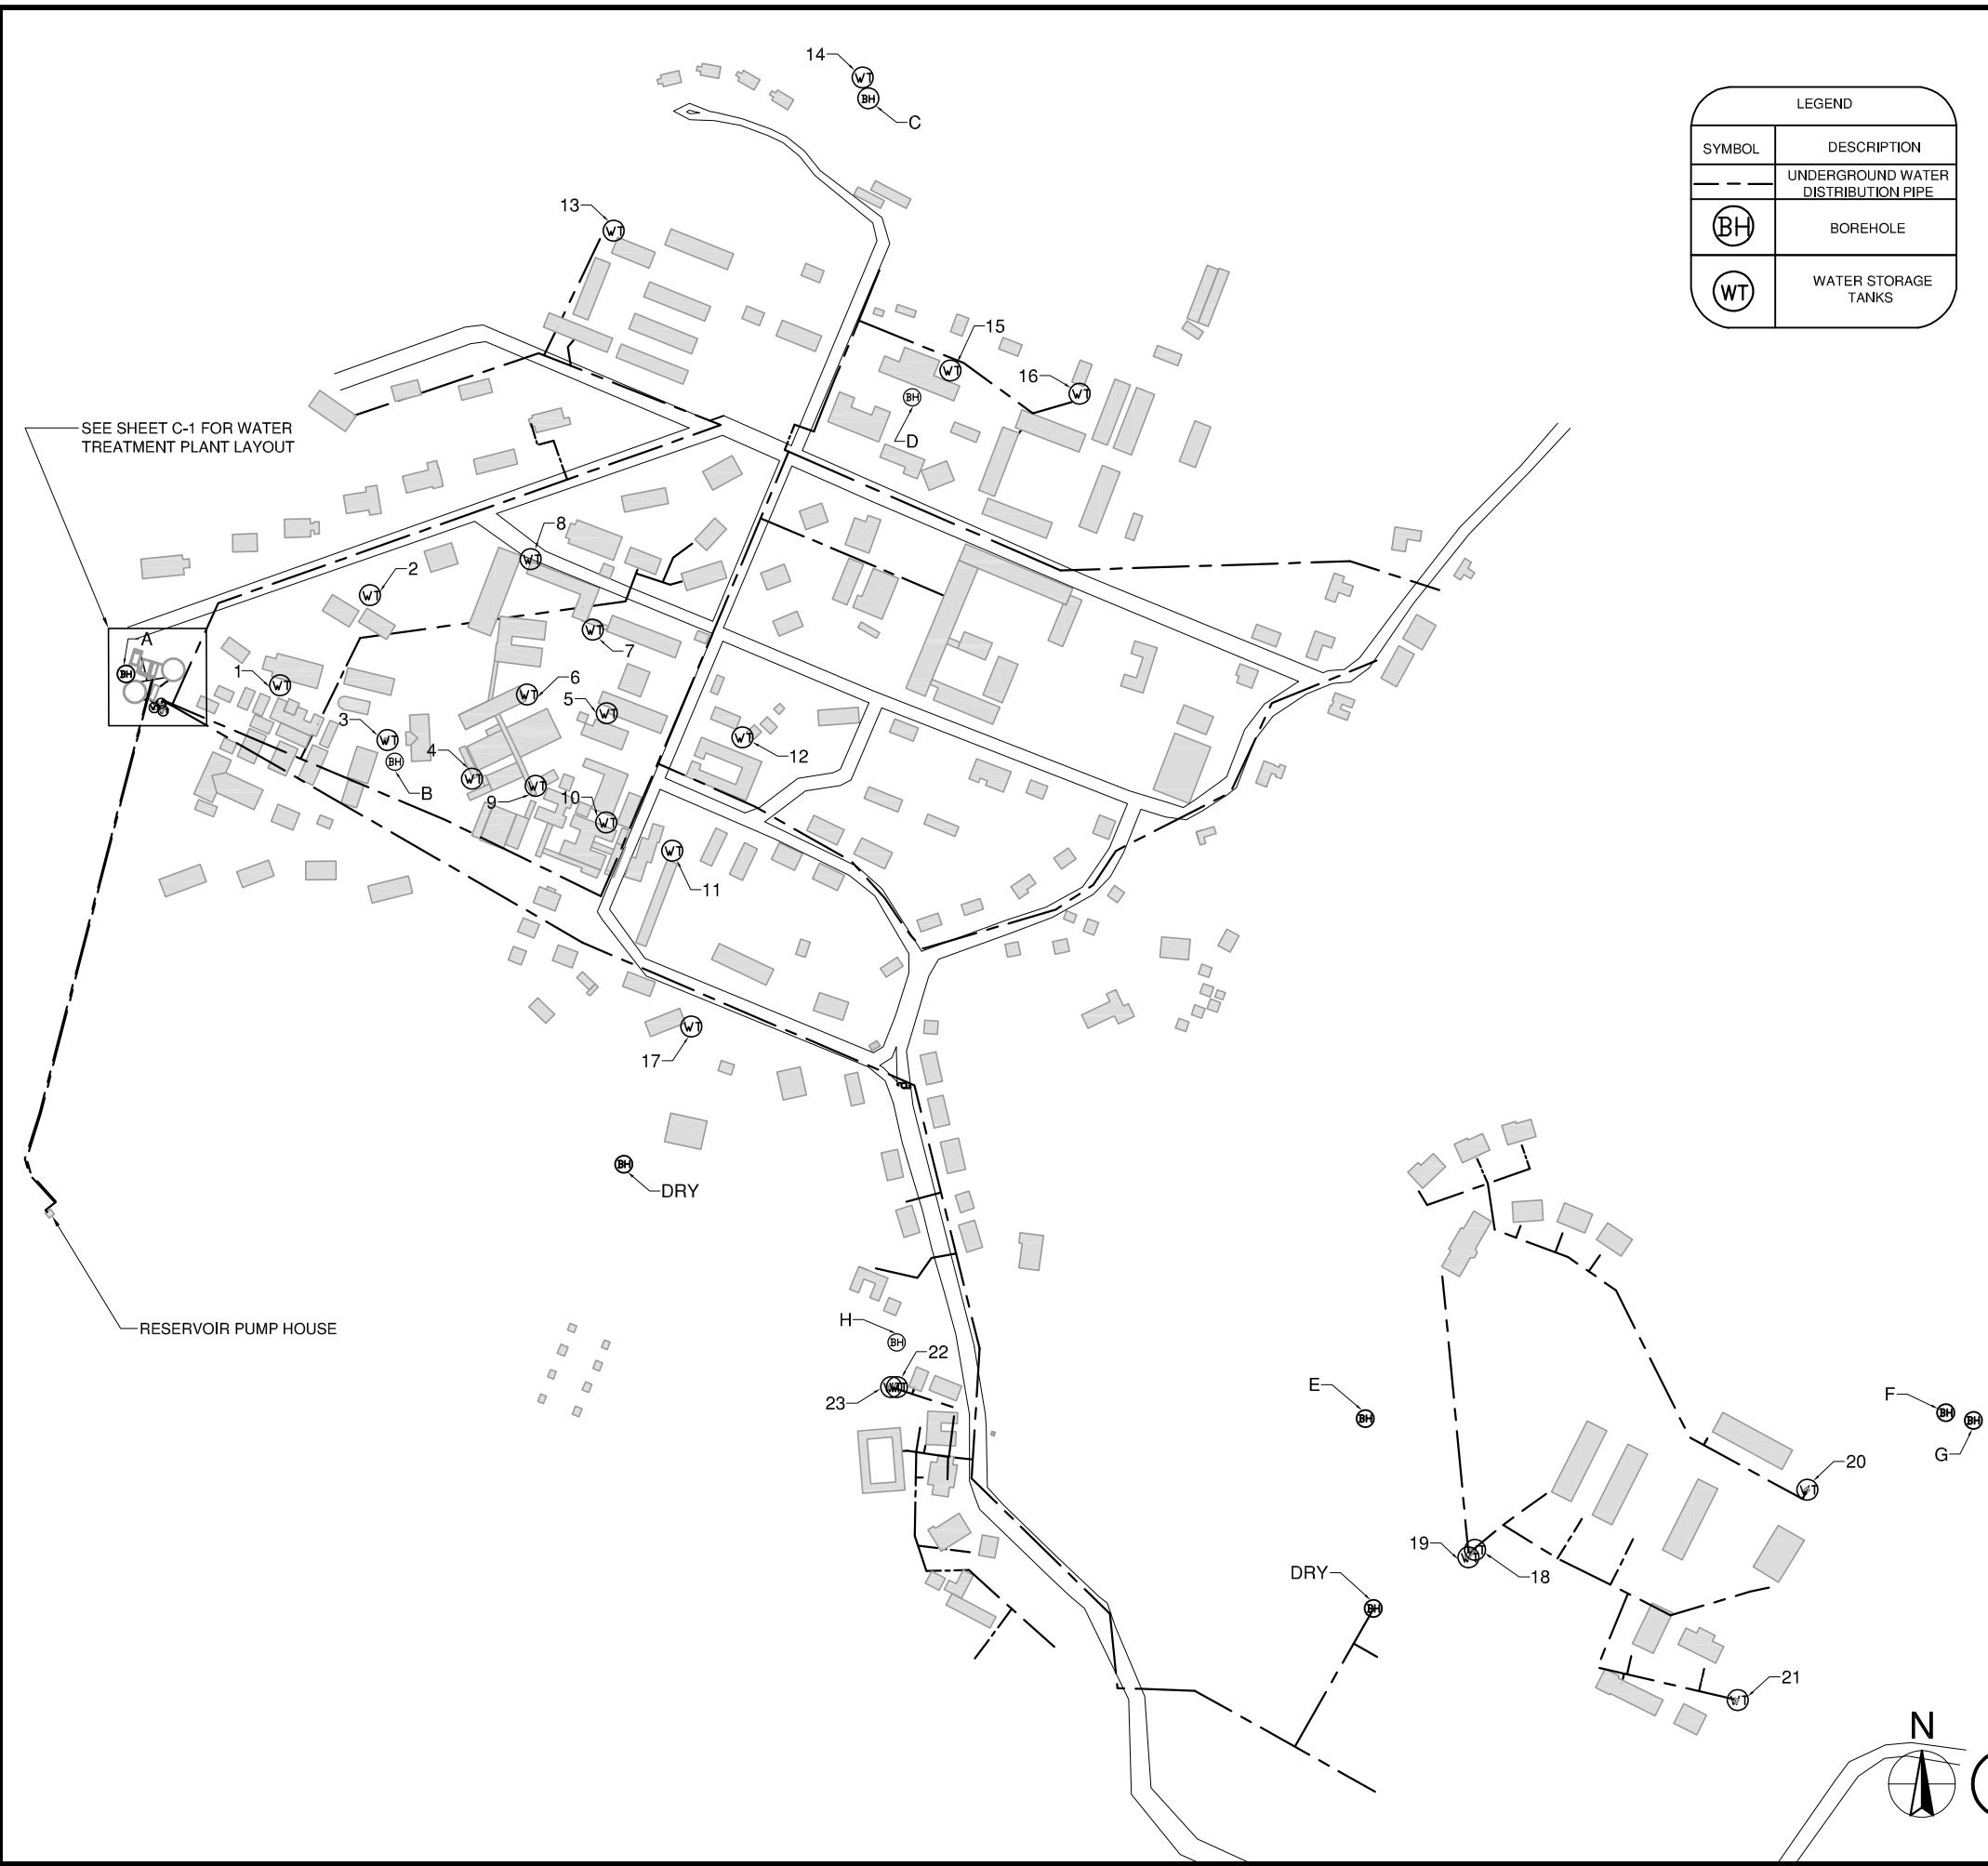 14
WT
BH
C
LEGEND
SYMBOL
DESCRIPTION
UNDERGROUND WATER
DISTRIBUTION PIPE
BH
BOREHOLE
WT
WATER STORAGE
TANKS
13
WT
15
WT
16
WT
BH
D
SEE SHEET C-1 FOR WATER
TREATMENT PLANT LAYOUT
8
WT
2
WT
A
BH
1
WT
WT
7
6
WT
5
WT
3
WT
BH
B
4
WT
9
WT
10
WT
WT
12
WT
11
WT
17
BH
DRY
RESERVOIR PUMP HOUSE
H
BH
22
WT
23
WT
E
BH
F
BH
BH
G
20
WT
19
WT
WT
18
DRY
BH
21
WT
N